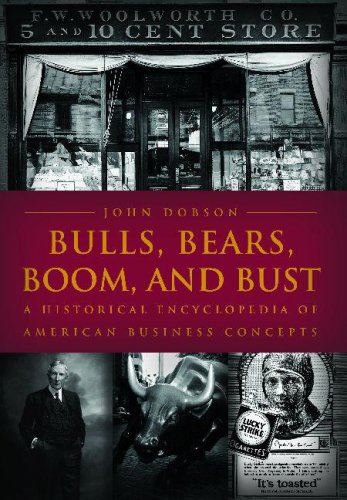 F.W. WOOLWORTH CO.
5 AND 10 CENT STORE
JOHN DOBSON
BULLS, BEARS,
BOOM, AND BUST
A HISTORICAL ENCYCLOPEDIA OF
AMERICAN BUSINESS CONCEPTS
LUCKY
STRIKE
CIGARETTES
"It's toasted"